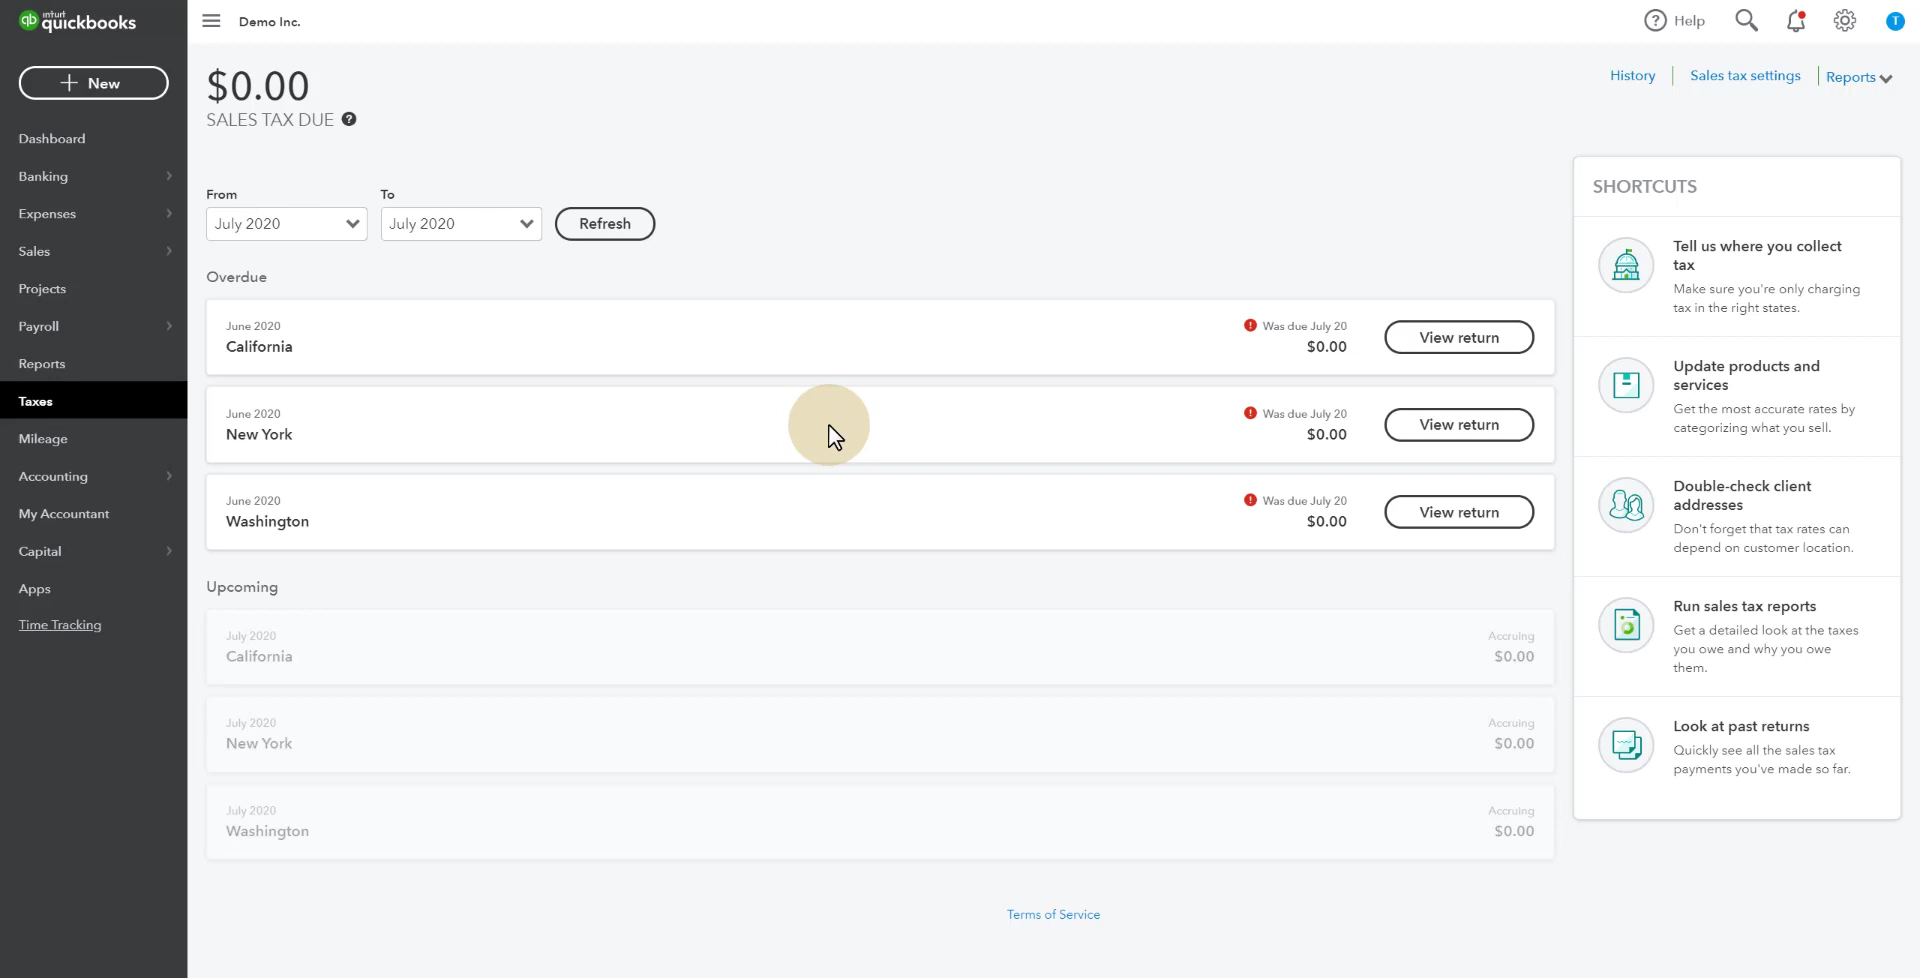 intuit
quickbooks
Demo Inc.
Help
T
New
Dashboard
Banking
Expenses
Sales
Projects
Payroll
Reports
Taxes
Mileage
Accounting
My Accountant
Capital
Apps
Time Tracking
$0.00
SALES TAX DUE
History
Sales tax settings
Reports
From
To
July 2020
July 2020
Refresh
Overdue
June 2020
California
Was due July 20
$0.00
View return
June 2020
New York
Was due July 20
$0.00
View return
June 2020
Washington
Was due July 20
$0.00
View return
Upcoming
July 2020
California
Accruing
$0.00
July 2020
New York
Accruing
$0.00
July 2020
Washington
Accruing
$0.00
SHORTCUTS
Tell us where you collect
tax
Make sure you're only charging
tax in the right states.
Update products and
services
Get the most accurate rates by
categorizing what you sell.
Double-check client
addresses
Don't forget that tax rates can
depend on customer location.
Run sales tax reports
Get a detailed look at the taxes
you owe and why you owe
them.
Look at past returns
Quickly see all the sales tax
payments you've made so far.
Terms of Service